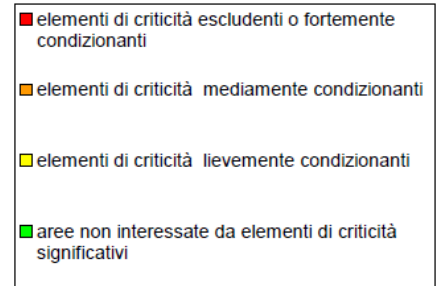 elementi di criticità escludenti o fortemente
condizionanti
elementi di criticità mediamente condizionanti
elementi di criticità lievemente condizionanti
aree non interessate da elementi di criticità
significativi